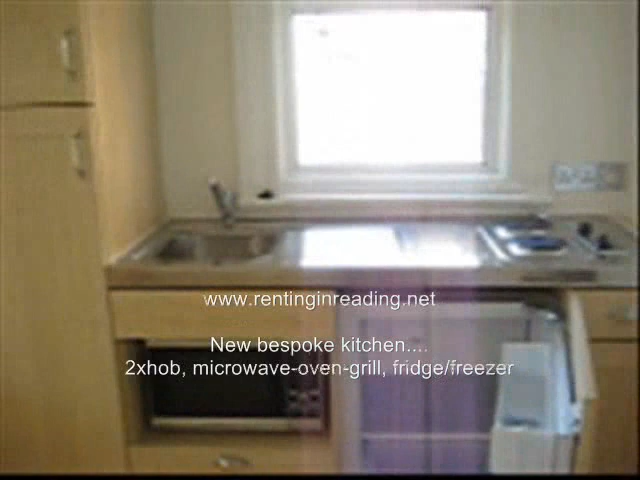 www.rentinginreading.net
New bespoke kitchen....
2xhob, microwave-oven-grill, fridge/freezer